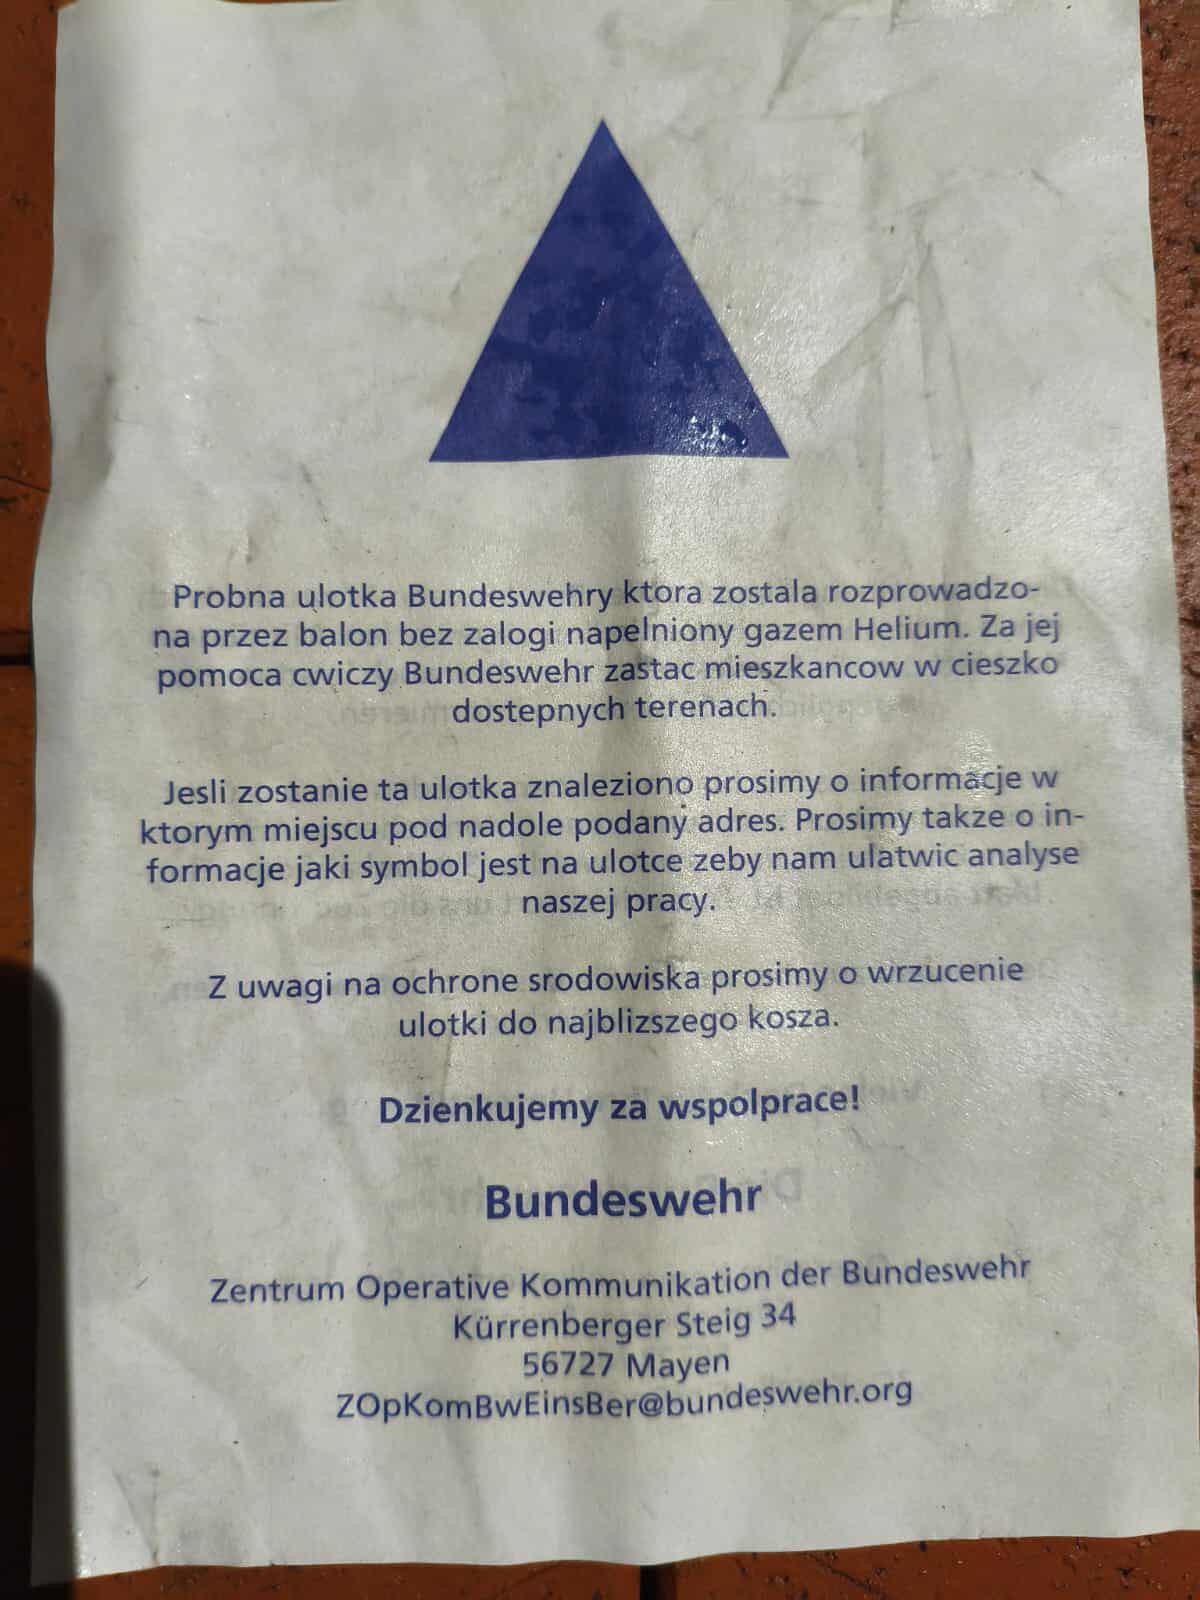 Probna ulotka Bundeswehry ktora zostala rozprowadzo-
na przez balon bez zalogi napelniony gazem Helium. Za jej
pomoca cwiczy Bundeswehr zastac mieszkancow w cieszko
dostepnych terenach.
Jesli zostanie ta ulotka znaleziono prosimy o informacje w
ktorym miejscu pod nadole podany adres. Prosimy takze o in-
formacje jaki symbol jest na ulotce zeby nam ulatwic analyse
naszej pracy.
Z uwagi na ochrone srodowiska prosimy o wrzucenie
ulotki do najblizszego kosza.
Dzienkujemy za wspolprace!
Bundeswehr
Zentrum Operative Kommunikation der Bundeswehr
Kürrenberger Steig 34
56727 Mayen
ZOpKomBwEinsBer@bundeswehr.org